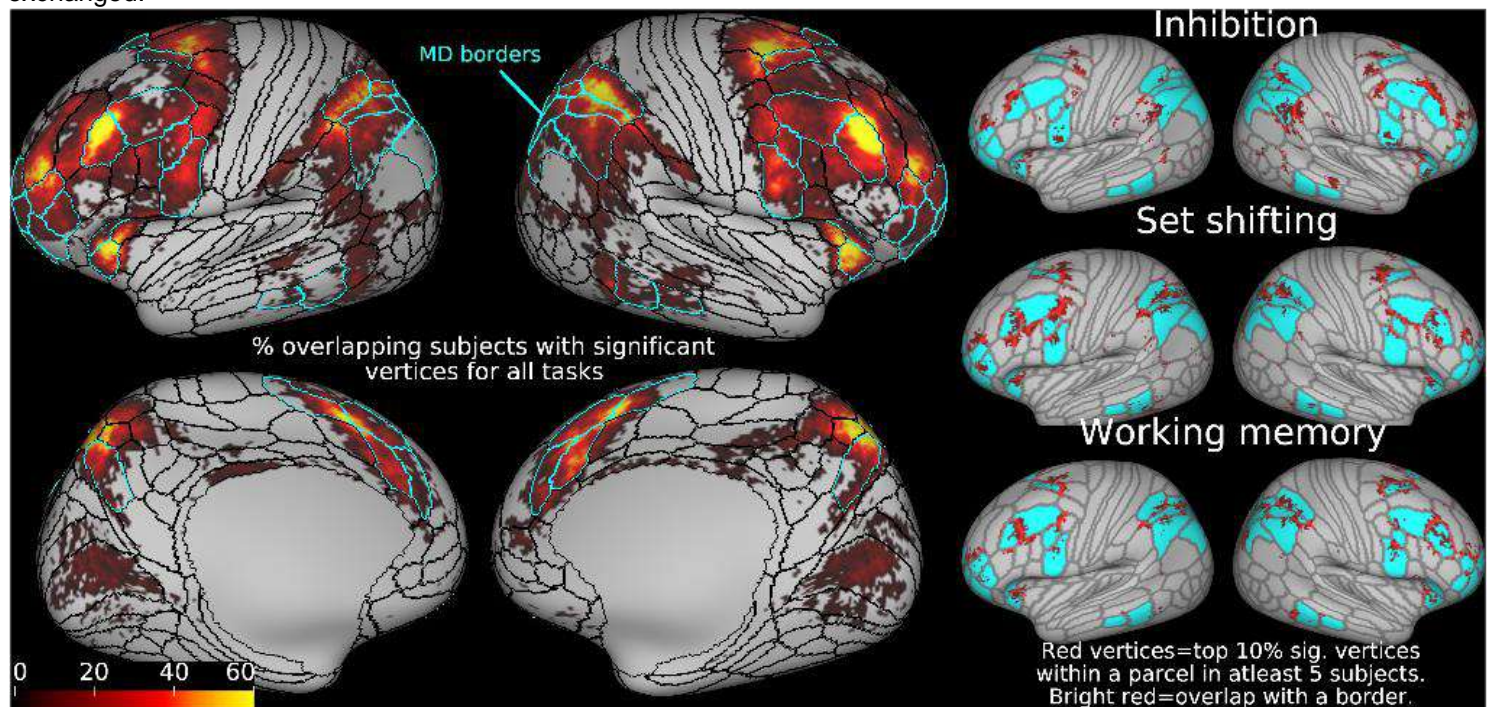 exchanged.
MD borders
% overlapping subjects with significant
vertices for all tasks
0 20 40 60
Inhibition
Set shifting
Working memory
Red vertices=top 10% sig. vertices
within a parcel in atleast 5 subjects.
Bright red=overlap with a border.